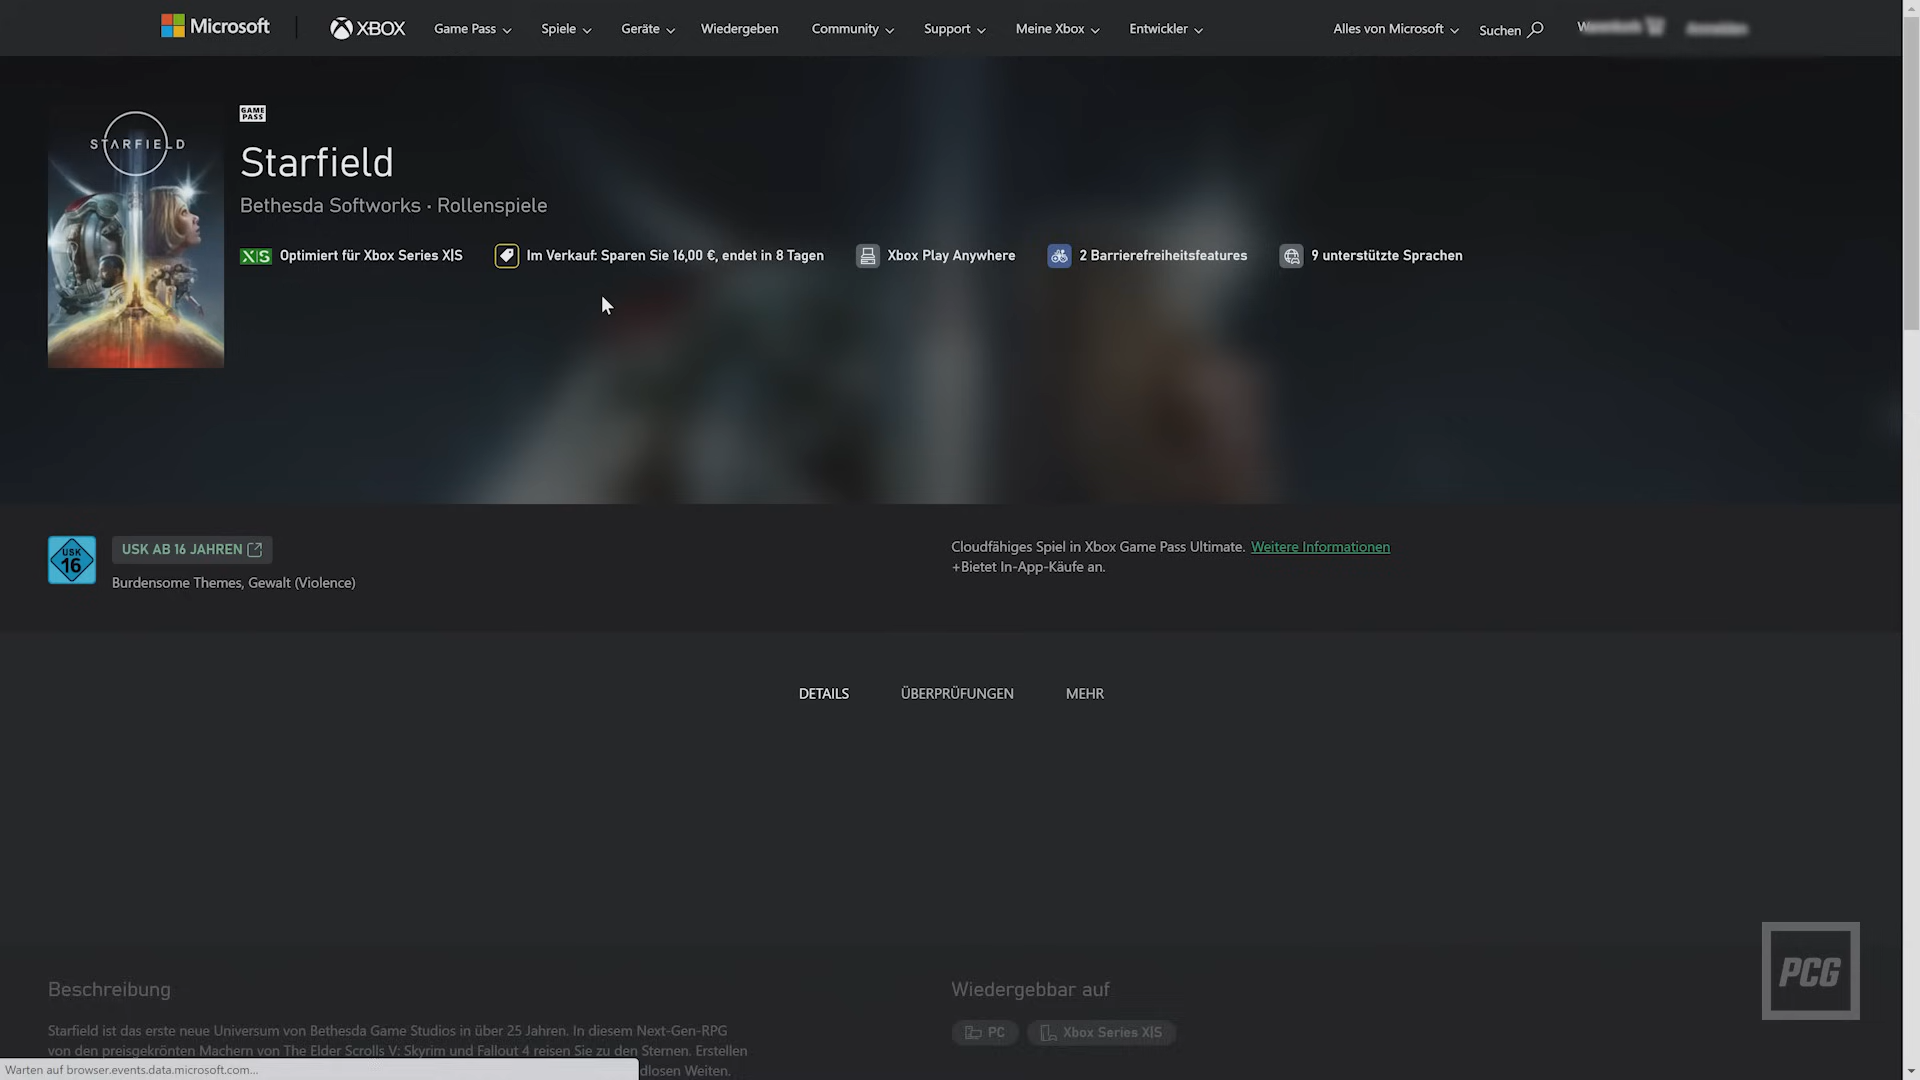 Microsoft
XBOX
Game Pass
Spiele
Geräte
Wiedergeben
Community
Support
Meine Xbox
Entwickler
Alles von Microsoft
Suchen
STARFIELD
GAME
PASS
Starfield
Bethesda Softworks · Rollenspiele
X|S Optimiert für Xbox Series X|S
Im Verkauf: Sparen Sie 16,00 €, endet in 8 Tagen
Xbox Play Anywhere
2 Barrierefreiheitsfeatures
9 unterstützte Sprachen
USK
16
USK AB 16 JAHREN
Burdensome Themes, Gewalt (Violence)
Cloudfähiges Spiel in Xbox Game Pass Ultimate. Weitere Informationen
+Bietet In-App-Käufe an.
DETAILS
ÜBERPRÜFUNGEN
MEHR
PCG
Beschreibung
Starfield ist das erste neue Universum von Bethesda Game Studios in über 25 Jahren. In diesem Next-Gen-RPG
von den preisgekrönten Machern von The Elder Scrolls V: Skyrim und Fallout 4 reisen Sie zu den Sternen. Erstellen
dlosen Weiten.
Wiedergebbar auf
PC
Xbox Series X|S
Warten auf browser.events.data.microsoft.com...